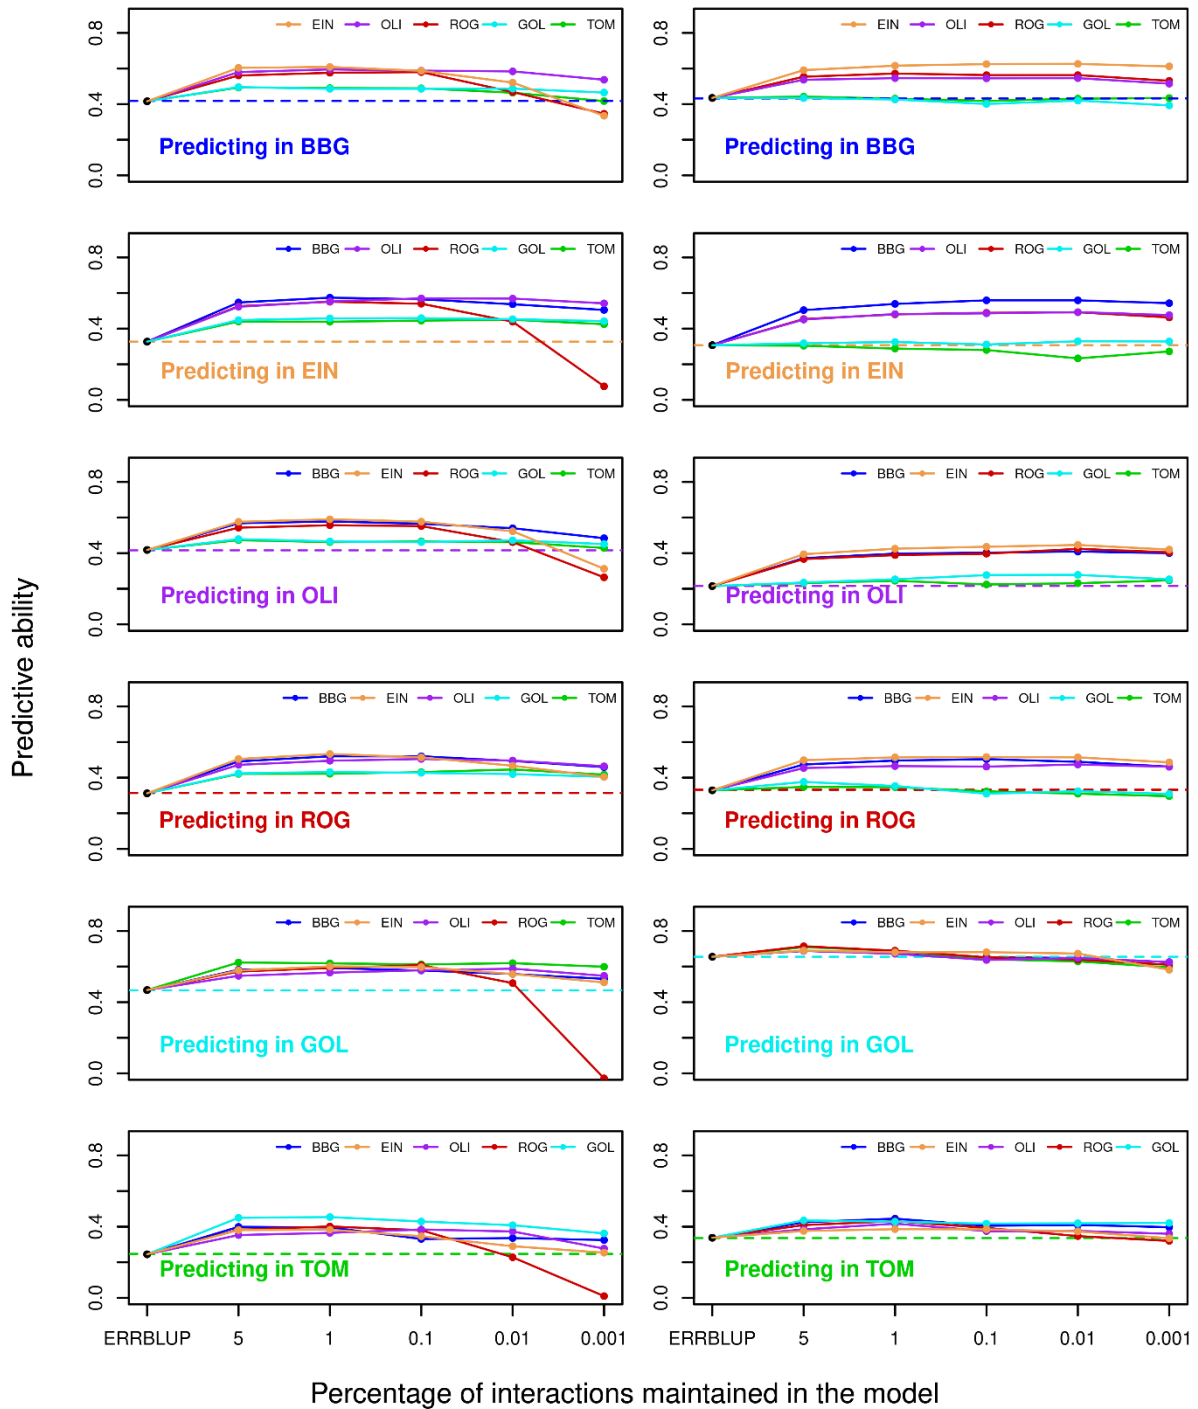 EIN OLI ROG GOL TOM
0.0 0.4 0.8
Predicting in BBG
EIN OLI ROG GOL TOM
0.0 0.4 0.8
Predicting in BBG
BBG OLI ROG GOL TOM
0.0 0.4 0.8
Predicting in EIN
BBG OLI ROG GOL TOM
0.0 0.4 0.8
Predicting in EIN
BBG EIN ROG GOL TOM
0.0 0.4 0.8
Predicting in OLI
BBG EIN ROG GOL TOM
0.0 0.4 0.8
Predicting in OLI
Predictive ability
BBG EIN OLI GOL TOM
0.0 0.4 0.8
Predicting in ROG
BBG EIN OLI GOL TOM
0.0 0.4 0.8
Predicting in ROG
BBG EIN OLI ROG TOM
0.0 0.4 0.8
Predicting in GOL
BBG EIN OLI ROG TOM
0.0 0.4 0.8
Predicting in GOL
BBG EIN OLI ROG GOL
0.0 0.4 0.8
Predicting in TOM
ERRBLUP 5 1 0.1 0.01 0.001
BBG EIN OLI ROG GOL
0.0 0.4 0.8
Predicting in TOM
ERRBLUP 5 1 0.1 0.01 0.001
Percentage of interactions maintained in the model